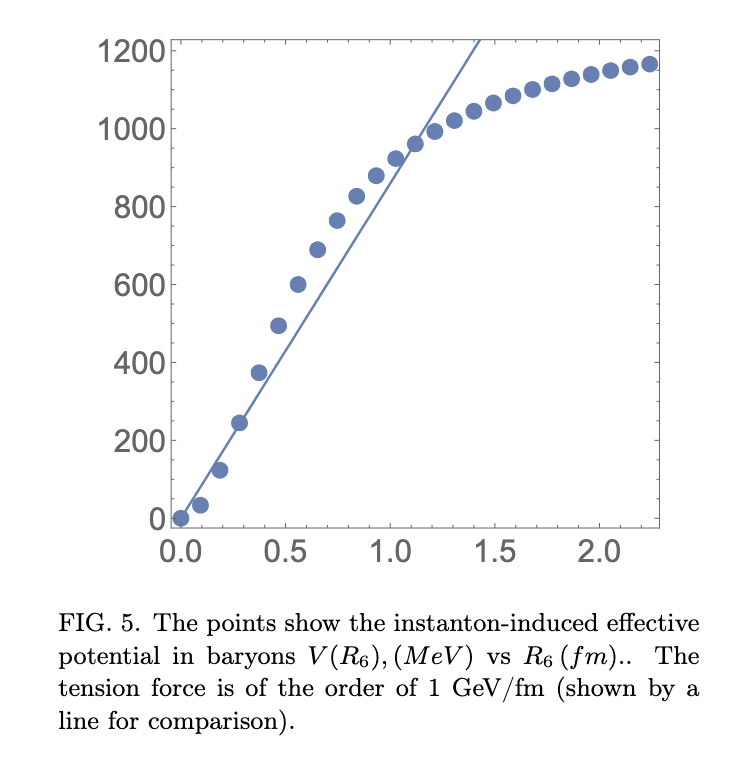 1200
1000
800
600
400
200
0
0.0 0.5 1.0 1.5 2.0
FIG. 5. The points show the instanton-induced effective
potential in baryons V(R₆), (MeV) vs R₆ (fm).. The
tension force is of the order of 1 GeV/fm (shown by a
line for comparison).